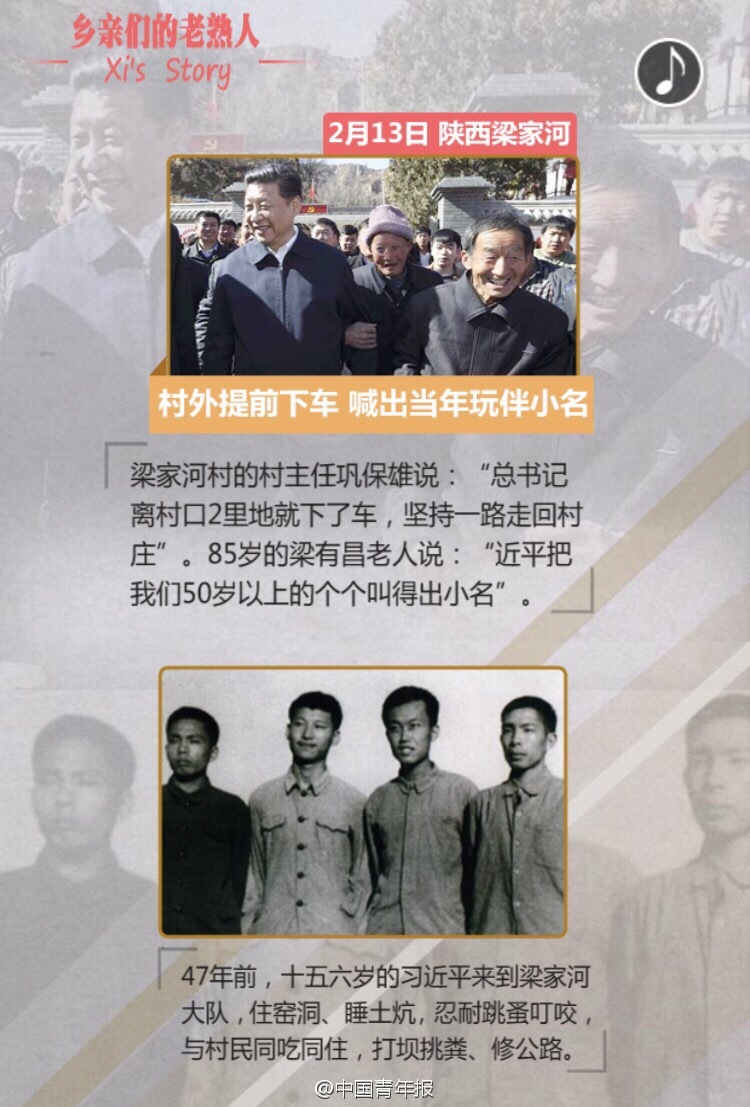 乡亲们的老熟人
Xi's Story
2月13日 陕西梁家河
村外提前下车 喊出当年玩伴小名
梁家河村的村主任巩保雄说：“总书记
离村口2里地就下了车，坚持一路走回村
庄”。85岁的梁有昌老人说：“近平把
我们50岁以上的个个叫得出小名”。
47年前，十五六岁的习近平来到梁家河
大队，住窑洞、睡土炕，忍耐跳蚤叮咬，
与村民同吃同住，打坝挑粪、修公路。
@中国青年报